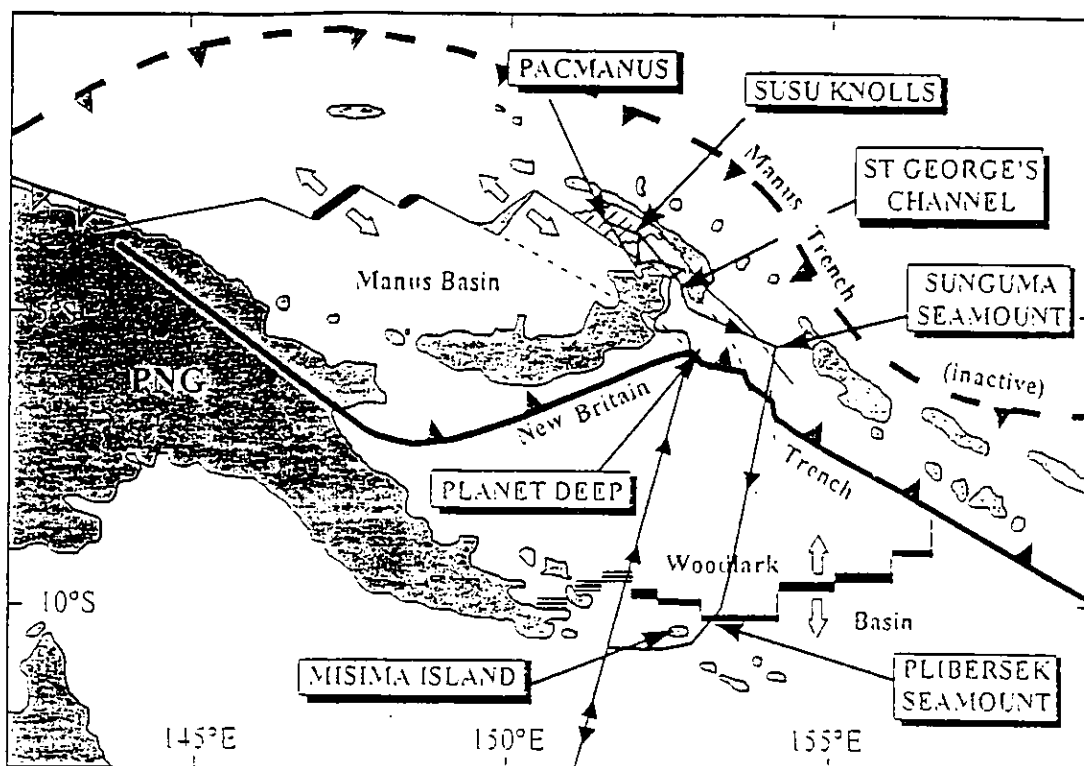 PACMANUS
SUSU KNOLLS
Manus
Trench
ST GEORGE'S
CHANNEL
Manus Basin
SUNGUMA
SEAMOUNT
PNG
(inactive)
New Britain
Trench
PLANET DEEP
Woodlark
10°S
Basin
MISIMA ISLAND
PLIBERSEK
SEAMOUNT
145°E
150°E
155°E